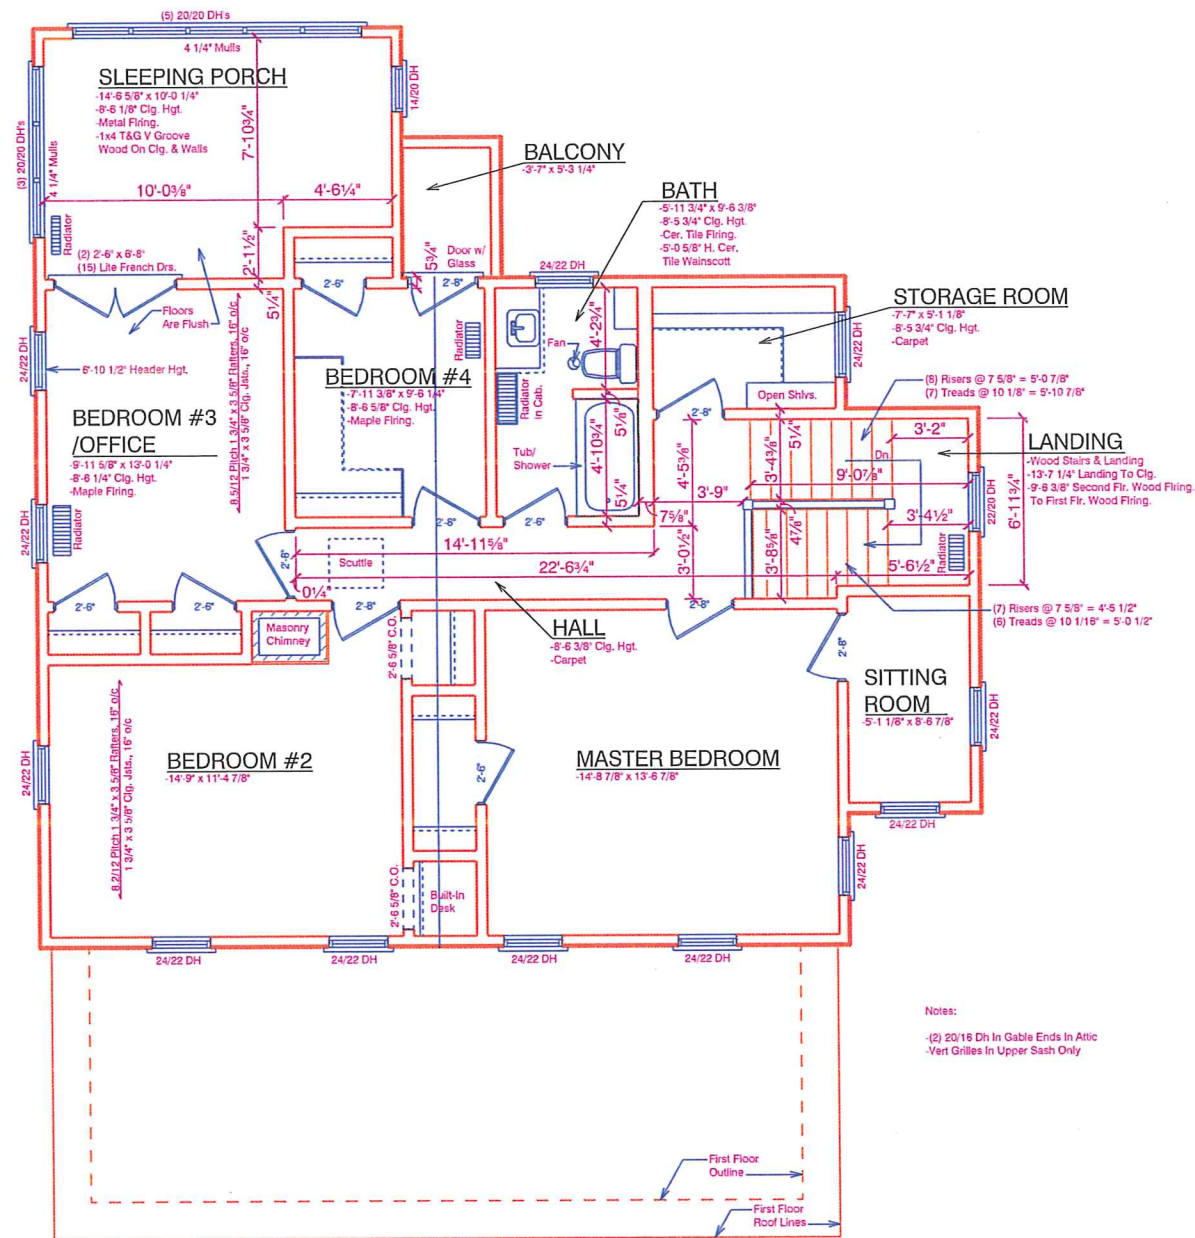 (5) 20/20 DH's
4 1/4" Mulls
SLEEPING PORCH
-14'-6 5/8" x 10'-0 1/4"
-8'-6 1/8" Clg. Hgt.
-Metal Flring.
-1x4 T&G V Groove
Wood On Clg. & Walls
7'-10¾"
14/20 DH
(3) 20/20 DH's
4 1/4" Mulls
10'-0⅜"
4'-6¼"
BALCONY
-3'-7" x 5'-3 1/4"
BATH
-5'-11 3/4" x 9'-6 3/8"
-8'-5 3/4" Clg. Hgt.
-Cer. Tile Flring.
-5'-0 5/8" H. Cer.
Tile Wainscott
Radiator
(2) 2'-6" x 6'-8"
(15) Lite French Drs.
2'-11½"
5¾"
Door w/
Glass
24/22 DH
2'-6"
2'-8"
5¼"
Floors
Are Flush
STORAGE ROOM
-7'-7" x 5'-1 1/8"
-8'-5 3/4" Clg. Hgt.
-Carpet
4'-2¾"
Fan
Radiator
24/22 DH
24/22 DH
6'-10 1/2" Header Hgt.
8 5/12 Pitch 1 3/4" x 3 5/8" Rafters, 16" o/c
1 3/4" x 3 5/8" Clg. Jsts., 16" o/c
BEDROOM #4
-7'-11 3/8" x 9'-6 1/4"
-8'-6 5/8" Clg. Hgt.
-Maple Flring.
Radiator
In Cab.
Open Shlvs.
(8) Risers @ 7 5/8" = 5'-0 7/8"
(7) Treads @ 10 1/8" = 5'-10 7/8"
BEDROOM #3
/OFFICE
-9'-11 5/8" x 13'-0 1/4"
-8'-6 1/4" Clg. Hgt.
-Maple Flring.
5⅛"
2'-8"
5¼"
3'-2"
LANDING
-Wood Stairs & Landing
-13'-7 1/4" Landing To Clg.
-9'-6 3/8" Second Flr. Wood Flring.
To First Flr. Wood Flring.
Tub/
Shower
4'-10¾"
4'-5⅜"
3'-4⅜"
Dn.
9'-0⅞"
5¼"
3'-9"
22/20 DH
6'-11¾"
24/22 DH
Radiator
2'-8"
2'-8"
7⅝"
4⅞"
3'-4½"
14'-11⅝"
2'-8"
Scuttle
22'-6¾"
3'-0½"
3'-8⅝"
5'-6½"
Radiator
0¼"
2'-6"
2'-6"
2'-8"
2'-8"
(7) Risers @ 7 5/8" = 4'-5 1/2"
(6) Treads @ 10 1/16" = 5'-0 1/2"
Masonry
Chimney
2'-6 5/8" C.O.
HALL
-8'-6 3/8" Clg. Hgt.
-Carpet
2'-8"
SITTING
ROOM
-5'-1 1/8" x 8'-6 7/8"
24/22 DH
8 2/12 Pitch 1 3/4" x 3 5/8" Rafters, 16" o/c
1 3/4" x 3 5/8" Clg. Jsts., 16" o/c
BEDROOM #2
-14'-9" x 11'-4 7/8"
2'-6"
MASTER BEDROOM
-14'-8 7/8" x 13'-6 7/8"
24/22 DH
24/22 DH
24/22 DH
2'-6 5/8" C.O.
Built-In
Desk
24/22 DH
24/22 DH
24/22 DH
24/22 DH
Notes:
-(2) 20/16 Dh In Gable Ends In Attic
-Vert Grilles In Upper Sash Only
First Floor
Outline
First Floor
Roof Lines